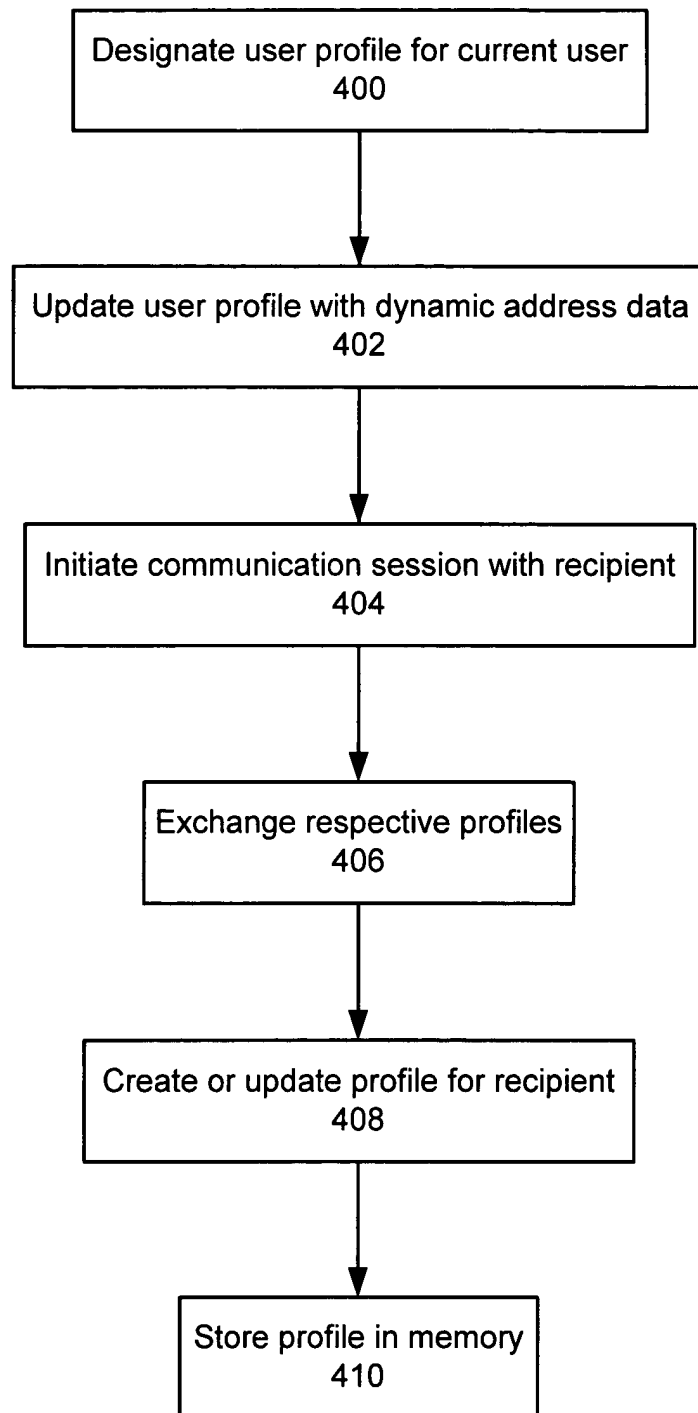 Designate user profile for current user
400
Update user profile with dynamic address data
402
Initiate communication session with recipient
404
Exchange respective profiles
406
Create or update profile for recipient
408
Store profile in memory
410